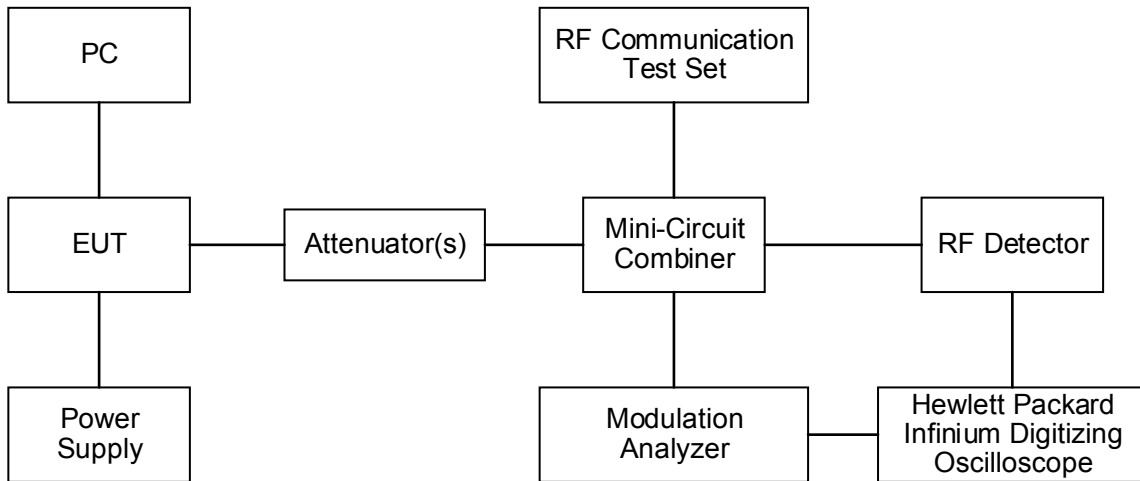 PC
RF Communication
Test Set
EUT
Attenuator(s)
Mini-Circuit
Combiner
RF Detector
Power
Supply
Modulation
Analyzer
Hewlett Packard
Infinium Digitizing
Oscilloscope